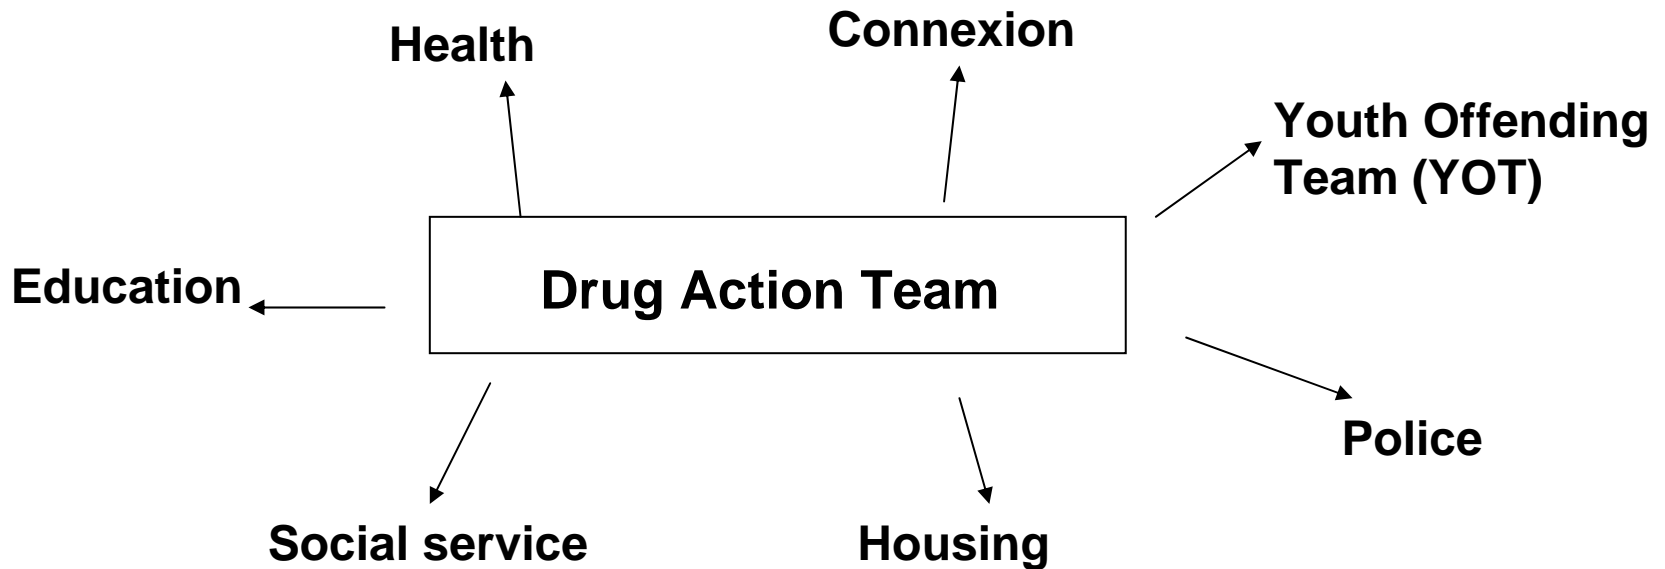 Connexion
Health
Youth Offending
Team (YOT)
Education
Drug Action Team
Police
Social service
Housing